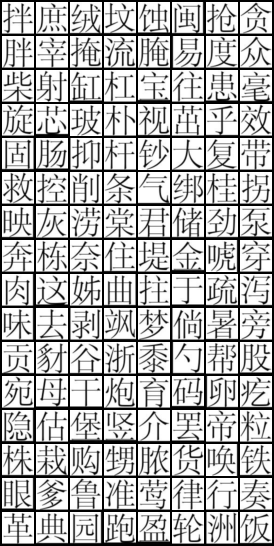 拌庶绒坟蚀闽抢贪
胖宰掩流腌易度众
柴射缸杠宝往患毫
旋芯玻朴视茁乎效
固肠抑杆钞大复带
救控削条气绑桂拐
映灰涝棠君储劲泵
奔栋奈住堤金唬穿
肉这姊曲拄于疏泻
味去剥飒梦倘暑旁
贡豺谷浙黍勺帮股
宛母干炮育码卵疙
隐估堡竖介罢帝粒
株栽购甥脓货唤铁
眼爹鲁准莺律行奏
革典园跑盈轮洲饭